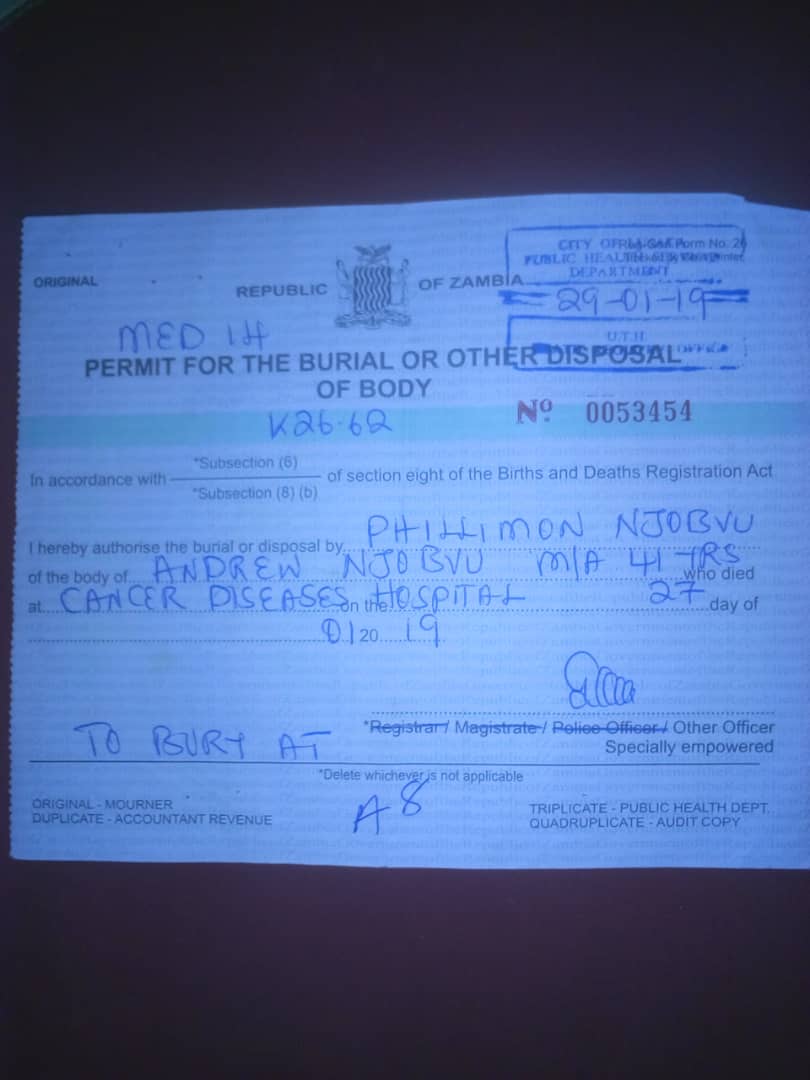 CITY OF
Form No. 26
PUBLIC HEALTH
DEPARTMENT
ORIGINAL
REPUBLIC OF ZAMBIA
29-01-19
MED 1H
U.T.H.
PERMIT FOR THE BURIAL OR OTHER DISPOSAL
OF BODY
K26.62
No 0053454
*Subsection (6)
In accordance with of section eight of the Births and Deaths Registration Act
*Subsection (8) (b)
I hereby authorise the burial or disposal by PHILLIMON NJOBVU
of the body of ANDREW NJOBVU M/A 41 YRS who died
at CANCER DISEASES HOSPITAL on the 27 day of
01 20 19
*Registrar / Magistrate / Police Officer / Other Officer
Specially empowered
TO BURY AT
*Delete whichever is not applicable
A8
ORIGINAL - MOURNER
DUPLICATE - ACCOUNTANT REVENUE
TRIPLICATE - PUBLIC HEALTH DEPT.
QUADRUPLICATE - AUDIT COPY